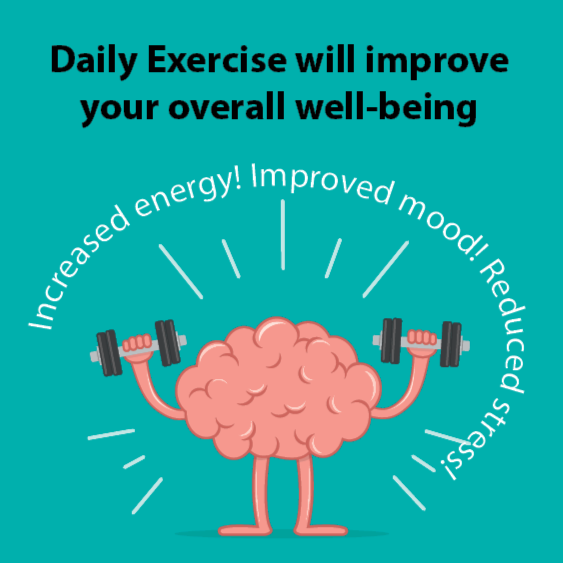 Daily Exercise will improve
your overall well-being
Increased energy! Improved mood! Reduced stress!